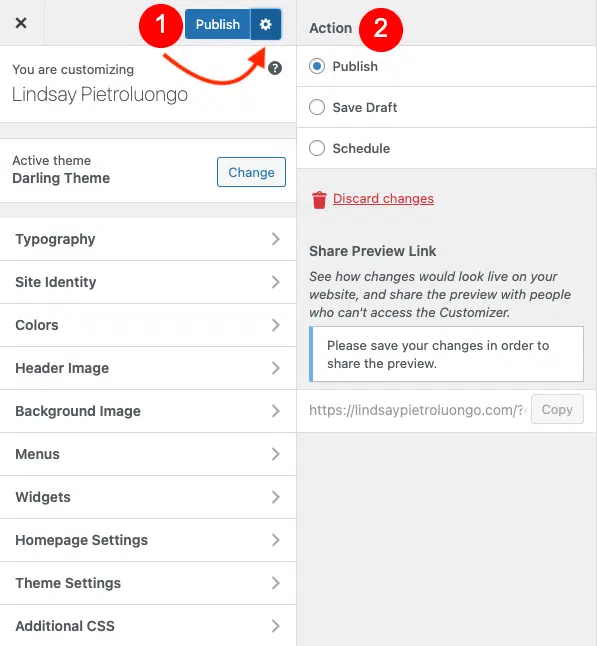 1
Publish
You are customizing
Lindsay Pietroluongo
Active theme
Darling Theme
Change
Typography
Site Identity
Colors
Header Image
Background Image
Menus
Widgets
Homepage Settings
Theme Settings
Additional CSS
Action
2
Publish
Save Draft
Schedule
Discard changes
Share Preview Link
See how changes would look live on your
website, and share the preview with people
who can't access the Customizer.
Please save your changes in order to
share the preview.
https://lindsaypietroluongo.com/?
Copy